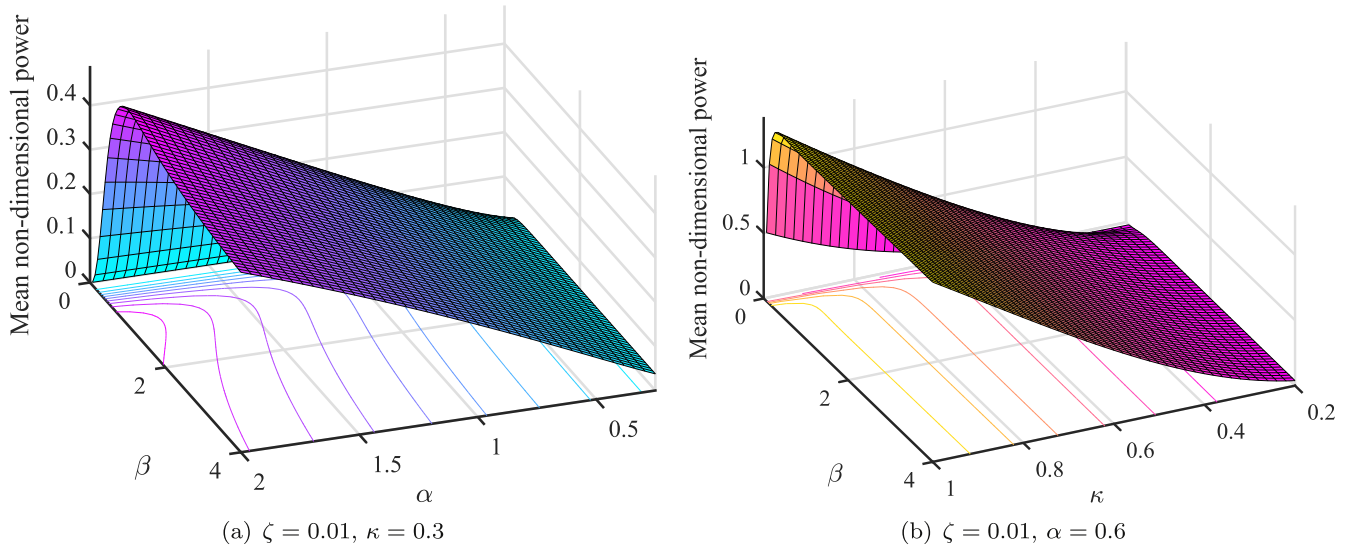 Mean non-dimensional power
0.4
0.3
0.2
0.1
0
0
2
4
β
2
1.5
1
0.5
α
(a) ζ = 0.01, κ = 0.3
Mean non-dimensional power
1
0.5
0
0
2
4
β
1
0.8
0.6
0.4
0.2
κ
(b) ζ = 0.01, α = 0.6